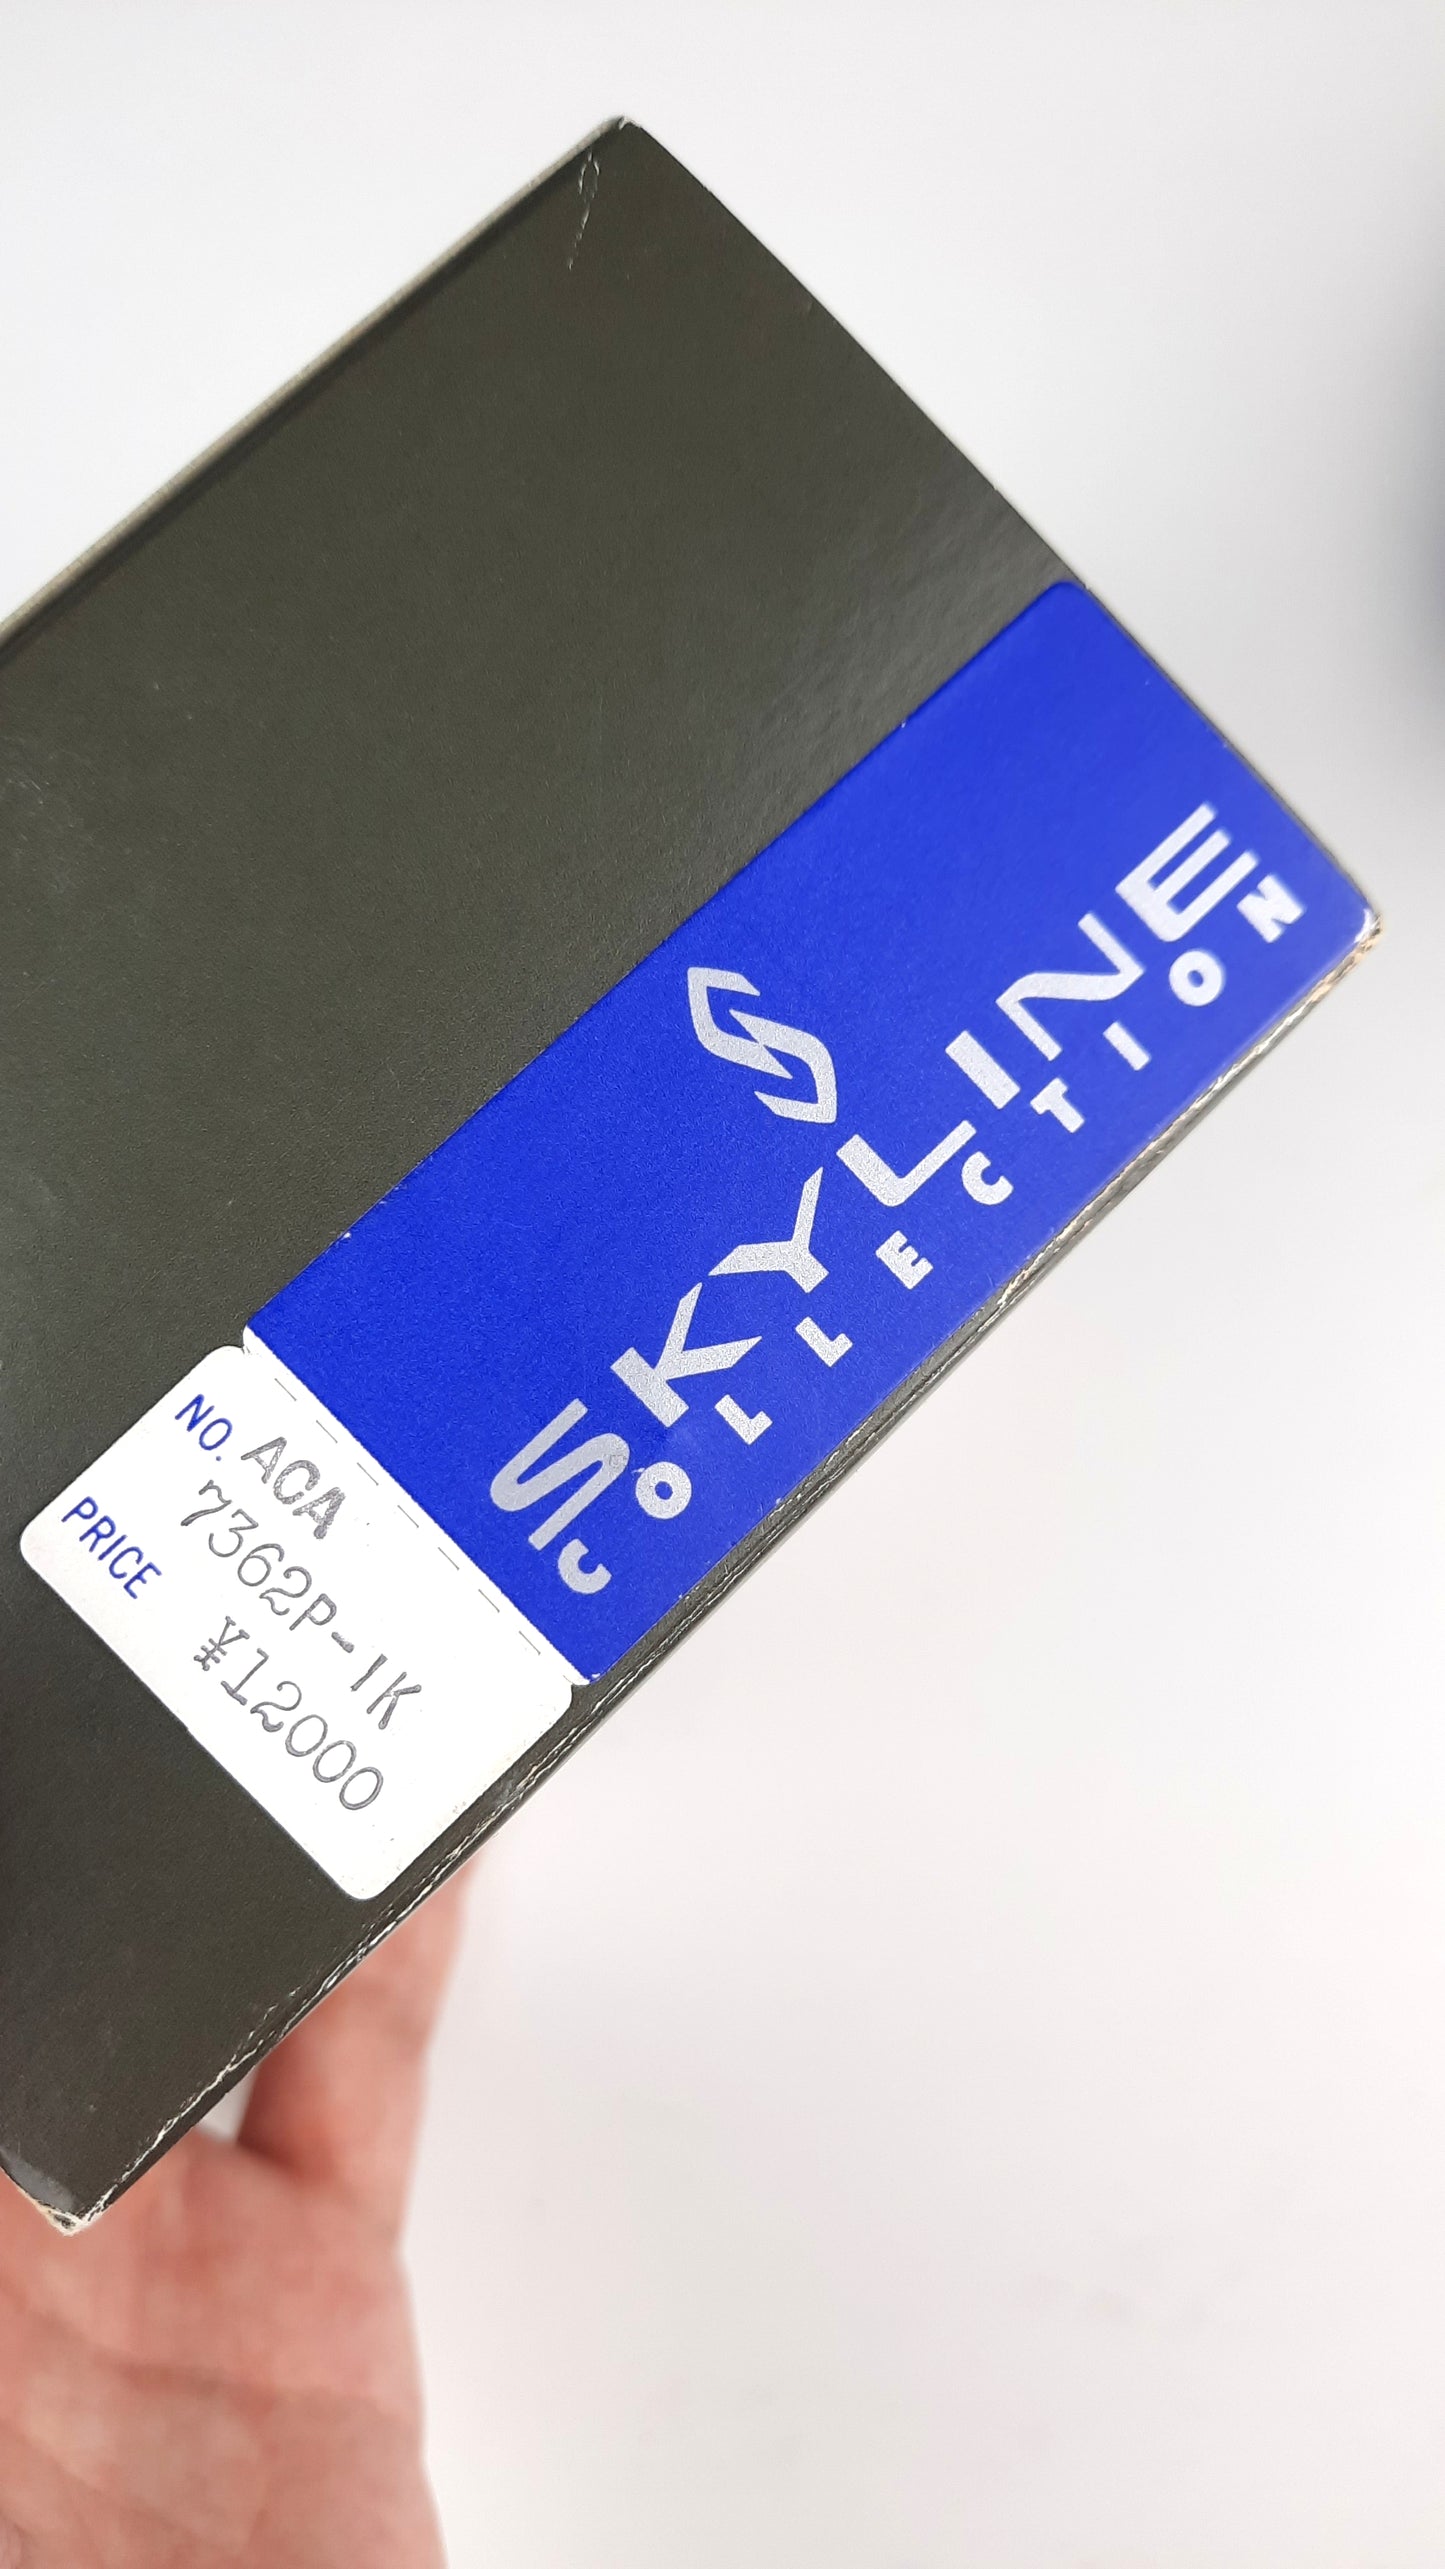 SKYLINE
COLLECTION
NO. ACA
7362P-1K
PRICE
¥12000